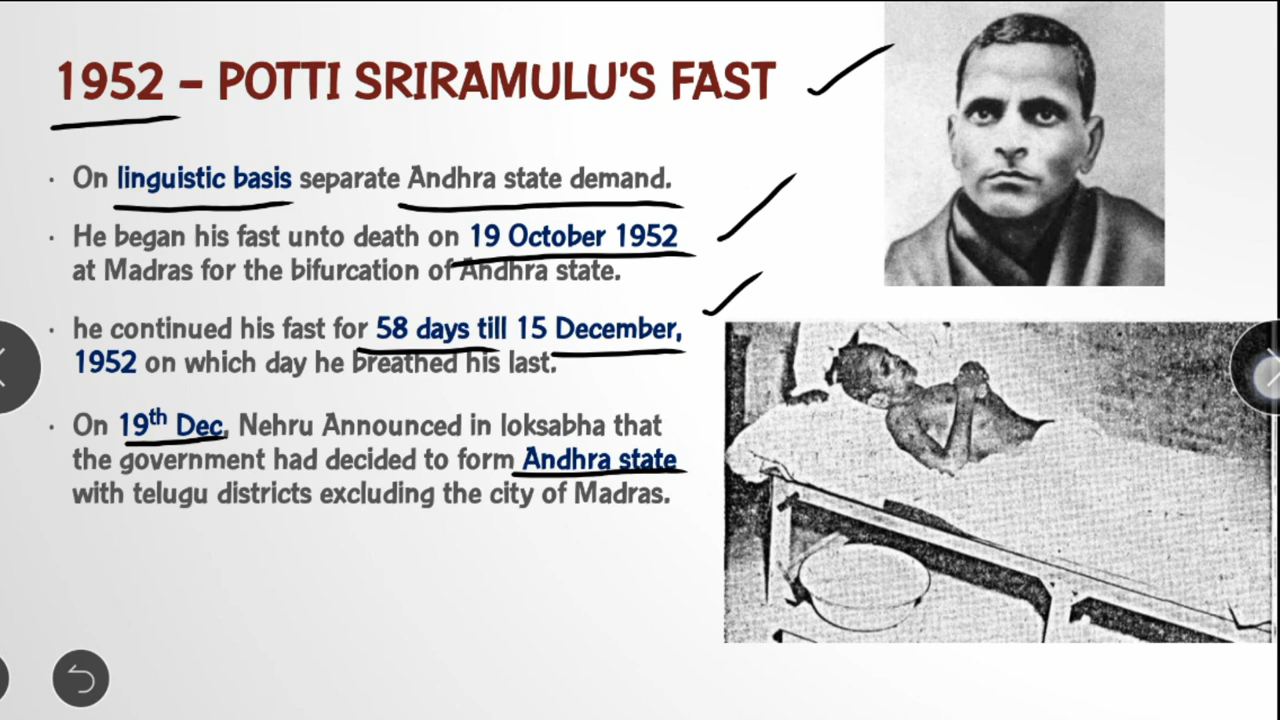 1952 – POTTI SRIRAMULU'S FAST
· On linguistic basis separate Andhra state demand.
· He began his fast unto death on 19 October 1952
at Madras for the bifurcation of Andhra state.
· he continued his fast for 58 days till 15 December,
1952 on which day he breathed his last.
· On 19th Dec, Nehru Announced in loksabha that
the government had decided to form Andhra state
with telugu districts excluding the city of Madras.